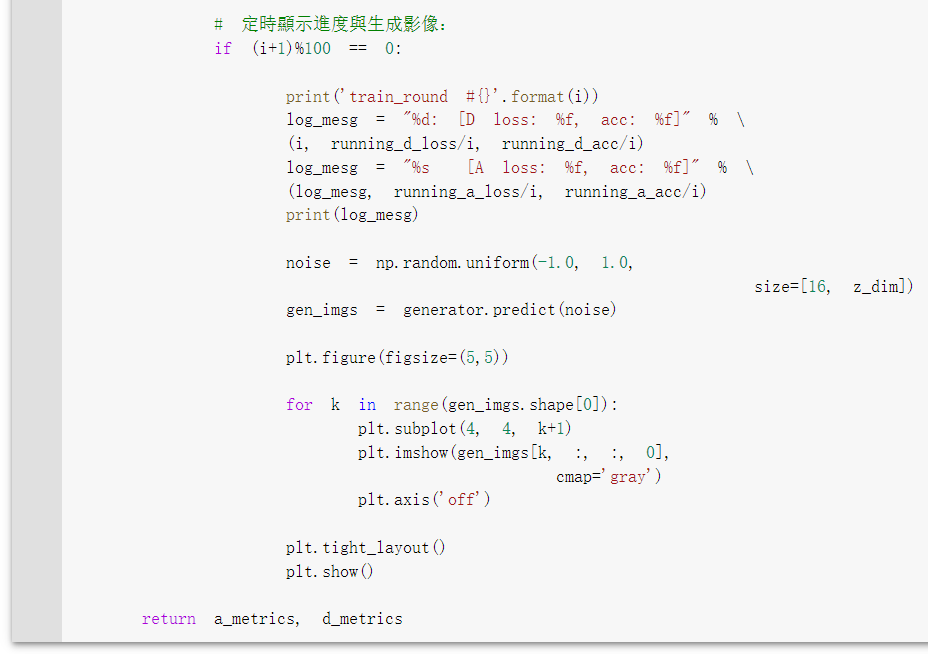 # 定時顯示進度與生成影像：
if (i+1)%100 == 0:
print('train_round #{}'.format(i))
log_mesg = "%d: [D loss: %f, acc: %f]" % \
(i, running_d_loss/i, running_d_acc/i)
log_mesg = "%s [A loss: %f, acc: %f]" % \
(log_mesg, running_a_loss/i, running_a_acc/i)
print(log_mesg)
noise = np.random.uniform(-1.0, 1.0,
size=[16, z_dim])
gen_imgs = generator.predict(noise)
plt.figure(figsize=(5,5))
for k in range(gen_imgs.shape[0]):
plt.subplot(4, 4, k+1)
plt.imshow(gen_imgs[k, :, :, 0],
cmap='gray')
plt.axis('off')
plt.tight_layout()
plt.show()
return a_metrics, d_metrics